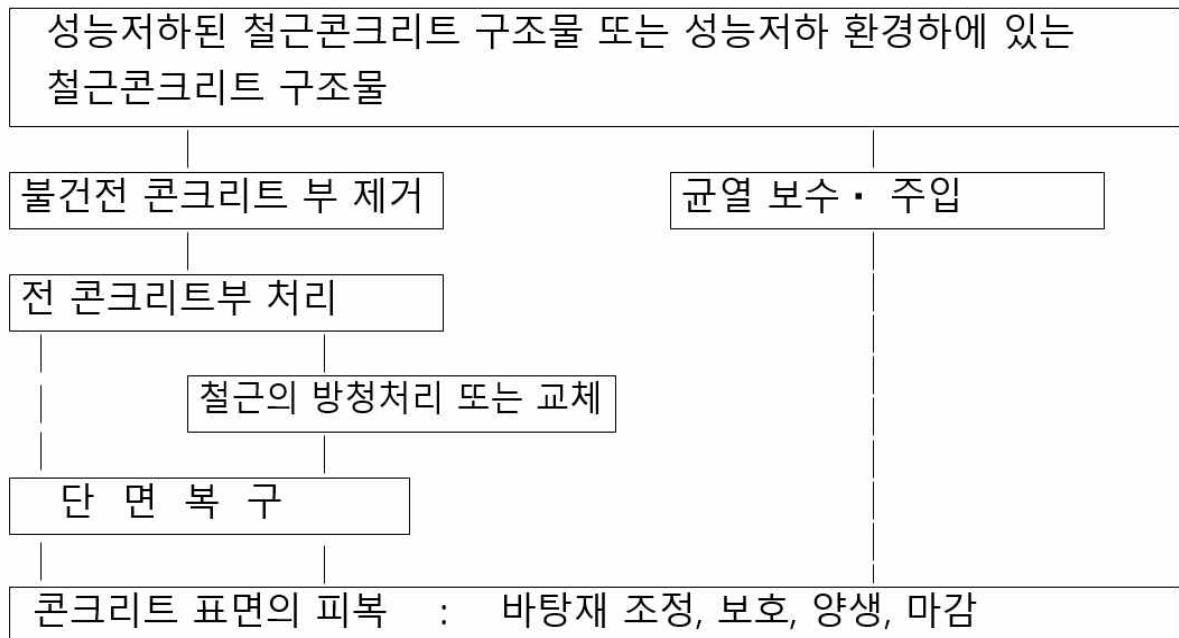 성능저하된 철근콘크리트 구조물 또는 성능저하 환경하에 있는
철근콘크리트 구조물
불건전 콘크리트 부 제거
균열 보수 · 주입
전 콘크리트부 처리
철근의 방청처리 또는 교체
단 면 복 구
콘크리트 표면의 피복 : 바탕재 조정, 보호, 양생, 마감